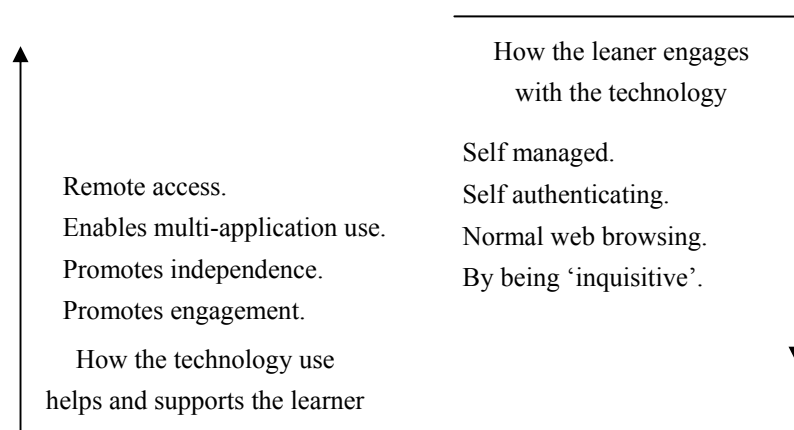 How the leaner engages
with the technology
Self managed.
Self authenticating.
Normal web browsing.
By being ‘inquisitive’.
Remote access.
Enables multi-application use.
Promotes independence.
Promotes engagement.
How the technology use
helps and supports the learner